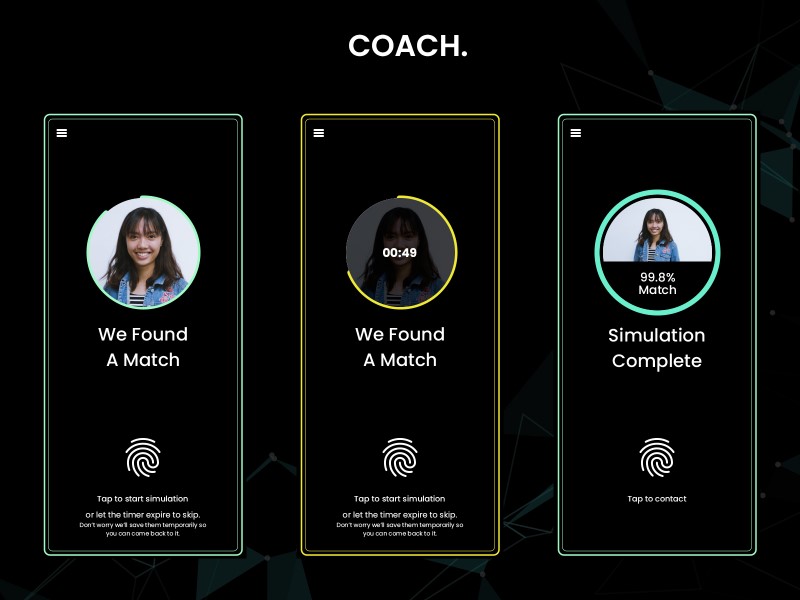 COACH.
We Found
A Match
Tap to start simulation
or let the timer expire to skip.
Don't worry we'll save them temporarily so
you can come back to it.
00:49
We Found
A Match
Tap to start simulation
or let the timer expire to skip.
Don't worry we'll save them temporarily so
you can come back to it.
99.8%
Match
Simulation
Complete
Tap to contact